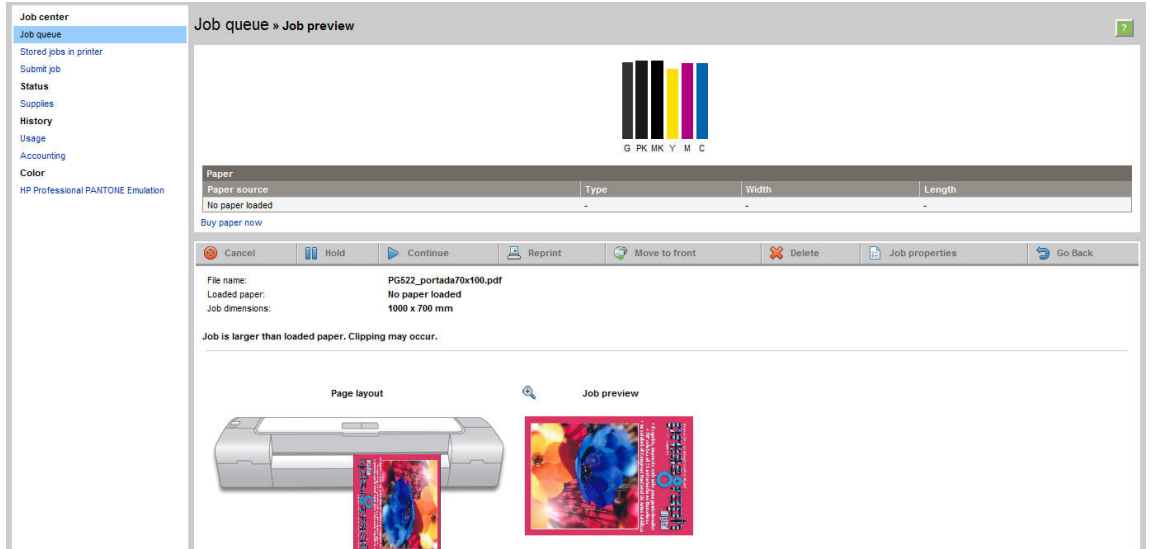 Job center
Job queue
Stored jobs in printer
Submit job
Status
Supplies
History
Usage
Accounting
Color
HP Professional PANTONE Emulation
Job queue » Job preview
?
G PK MK Y M C
Paper
Paper source Type Width Length
No paper loaded - - -
Buy paper now
Cancel Hold Continue Reprint Move to front Delete Job properties Go Back
File name: PG522_portada70x100.pdf
Loaded paper: No paper loaded
Job dimensions: 1000 x 700 mm
Job is larger than loaded paper. Clipping may occur.
Page layout Job preview
digital